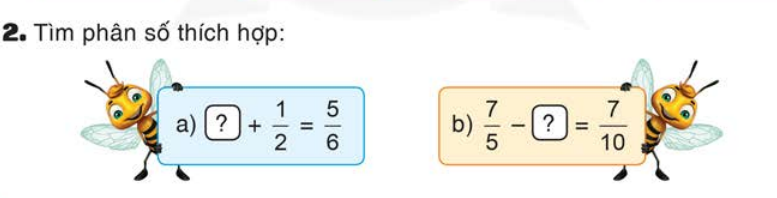 2. Tìm phân số thích hợp:
a) ? + 1/2 = 5/6
b) 7/5 − ? = 7/10